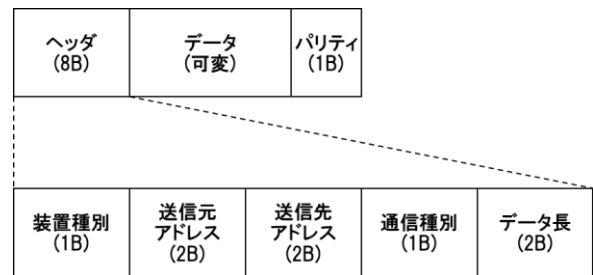 ヘッダ
(8B)
データ
(可変)
パリティ
(1B)
装置種別
(1B)
送信元
アドレス
(2B)
送信先
アドレス
(2B)
通信種別
(1B)
データ長
(2B)